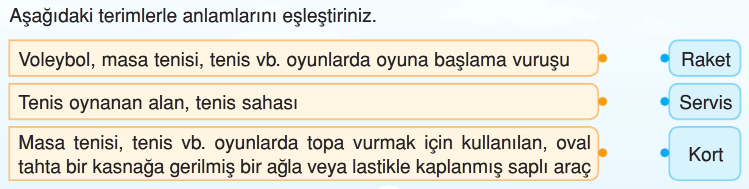 Aşağıdaki terimlerle anlamlarını eşleştiriniz.
Voleybol, masa tenisi, tenis vb. oyunlarda oyuna başlama vuruşu
Raket
Tenis oynanan alan, tenis sahası
Servis
Masa tenisi, tenis vb. oyunlarda topa vurmak için kullanılan, oval
tahta bir kasnağa gerilmiş bir ağla veya lastikle kaplanmış saplı araç
Kort